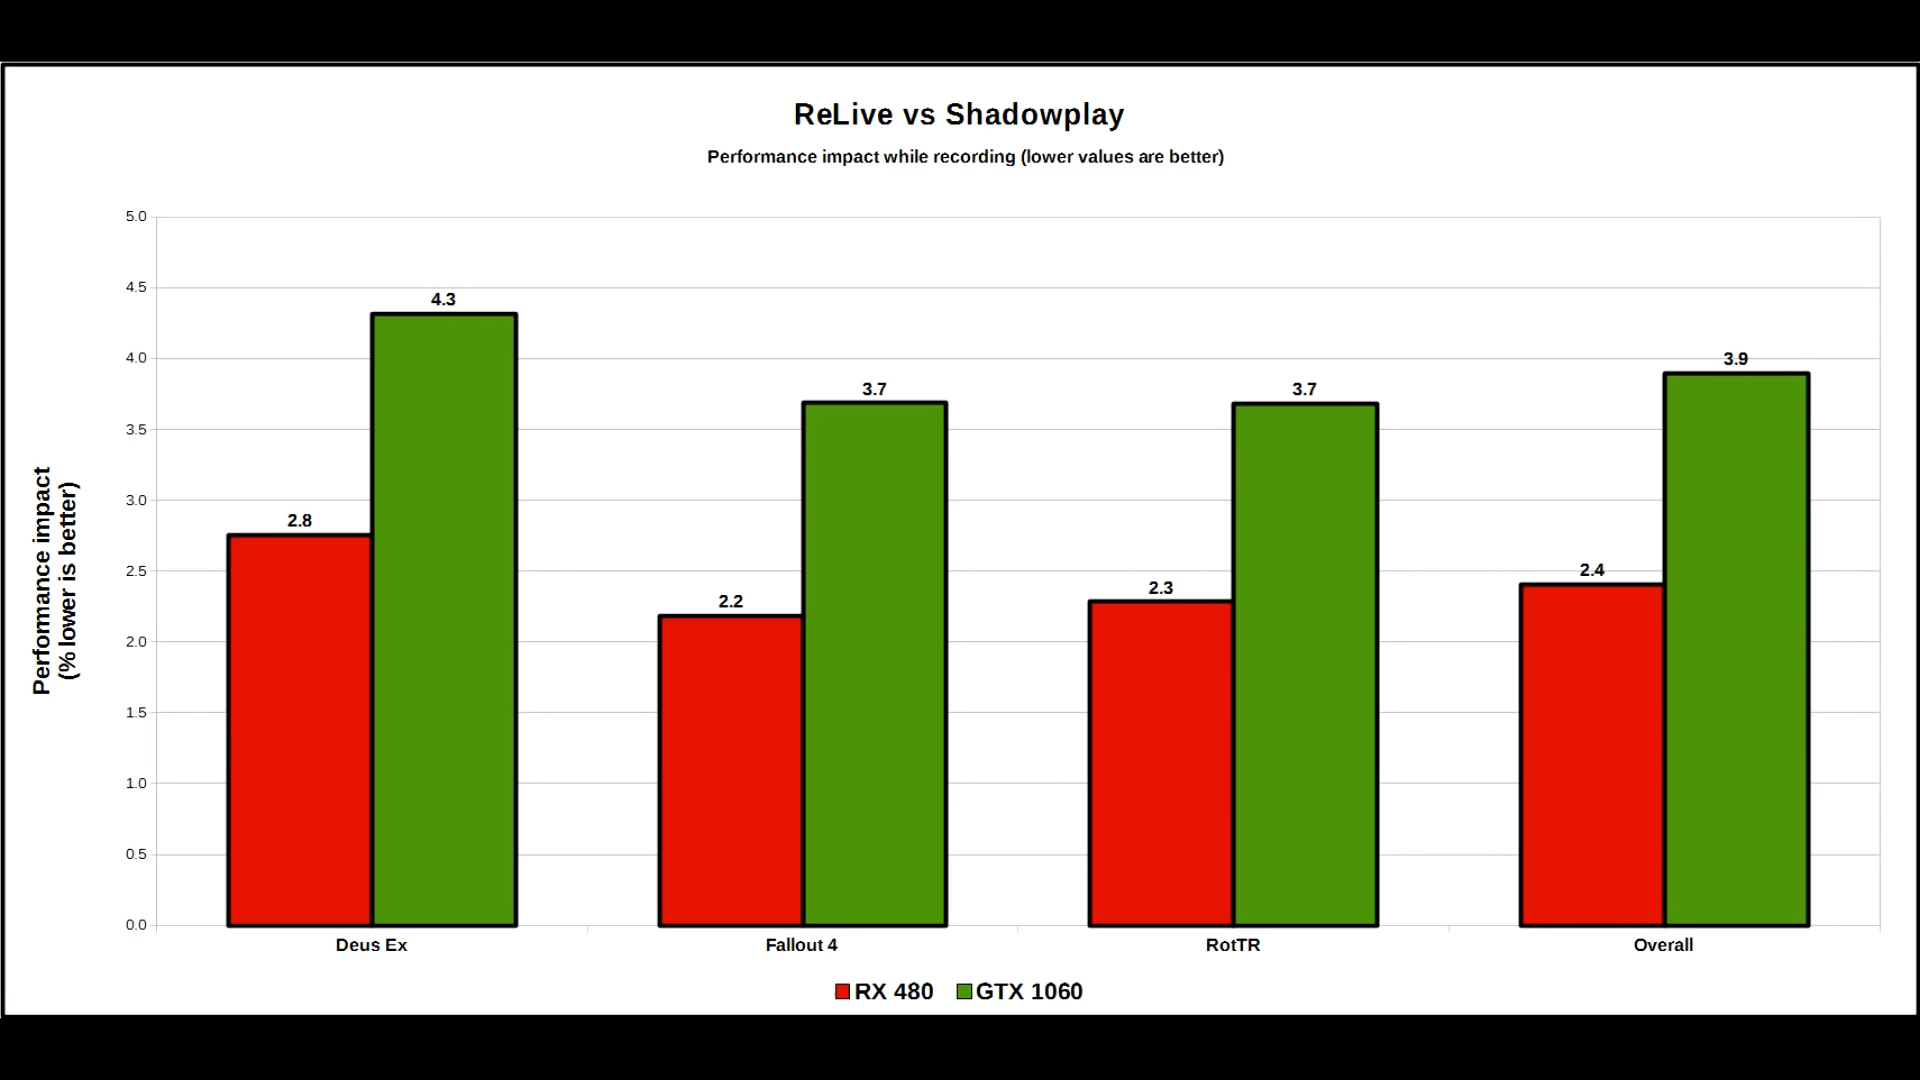 ReLive vs Shadowplay
Performance impact while recording (lower values are better)
Performance impact
(% lower is better)
5.0
4.5
4.0
3.5
3.0
2.5
2.0
1.5
1.0
0.5
0.0
2.8
4.3
2.2
3.7
2.3
3.7
2.4
3.9
Deus Ex
Fallout 4
RotTR
Overall
RX 480
GTX 1060